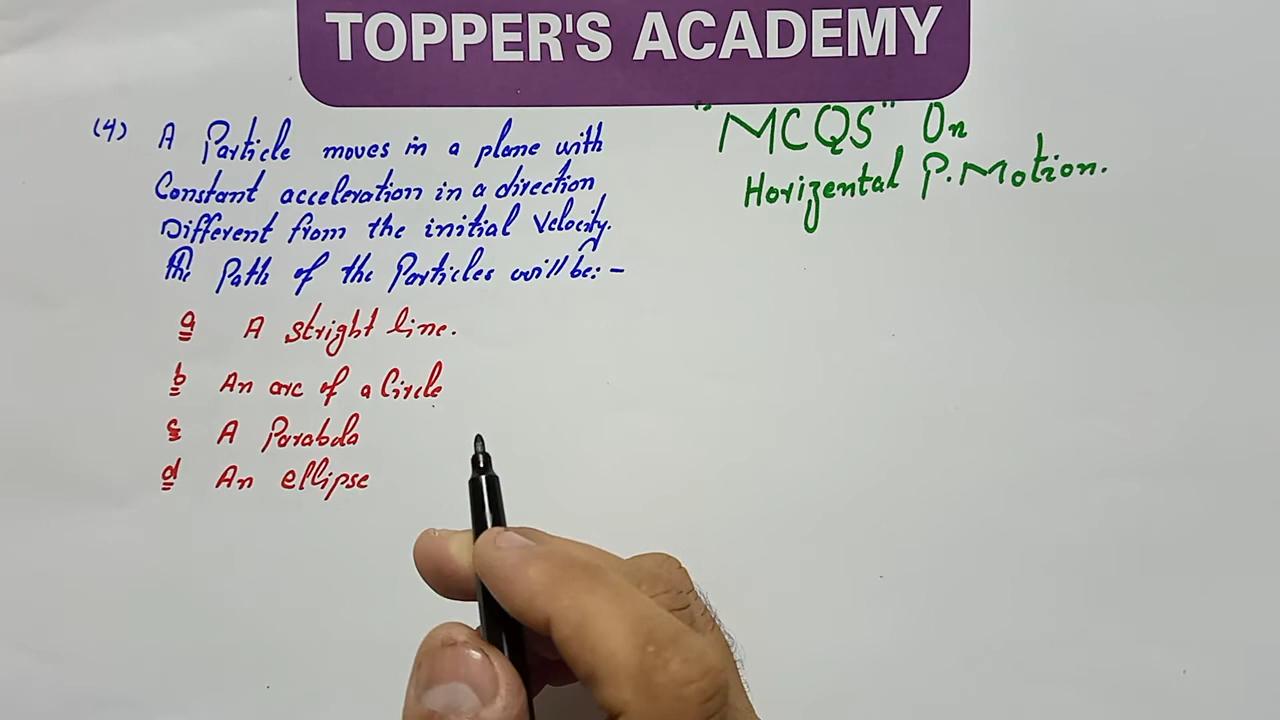 TOPPER'S ACADEMY
"MCQS" On
Horizental P.Motion.
(4) A Particle moves in a plane with
Constant acceleration in a direction
Different from the initial velocity.
The Path of the Particles will be:-
a A stright line.
b An arc of a Circle
c A Parabola
d An ellipse